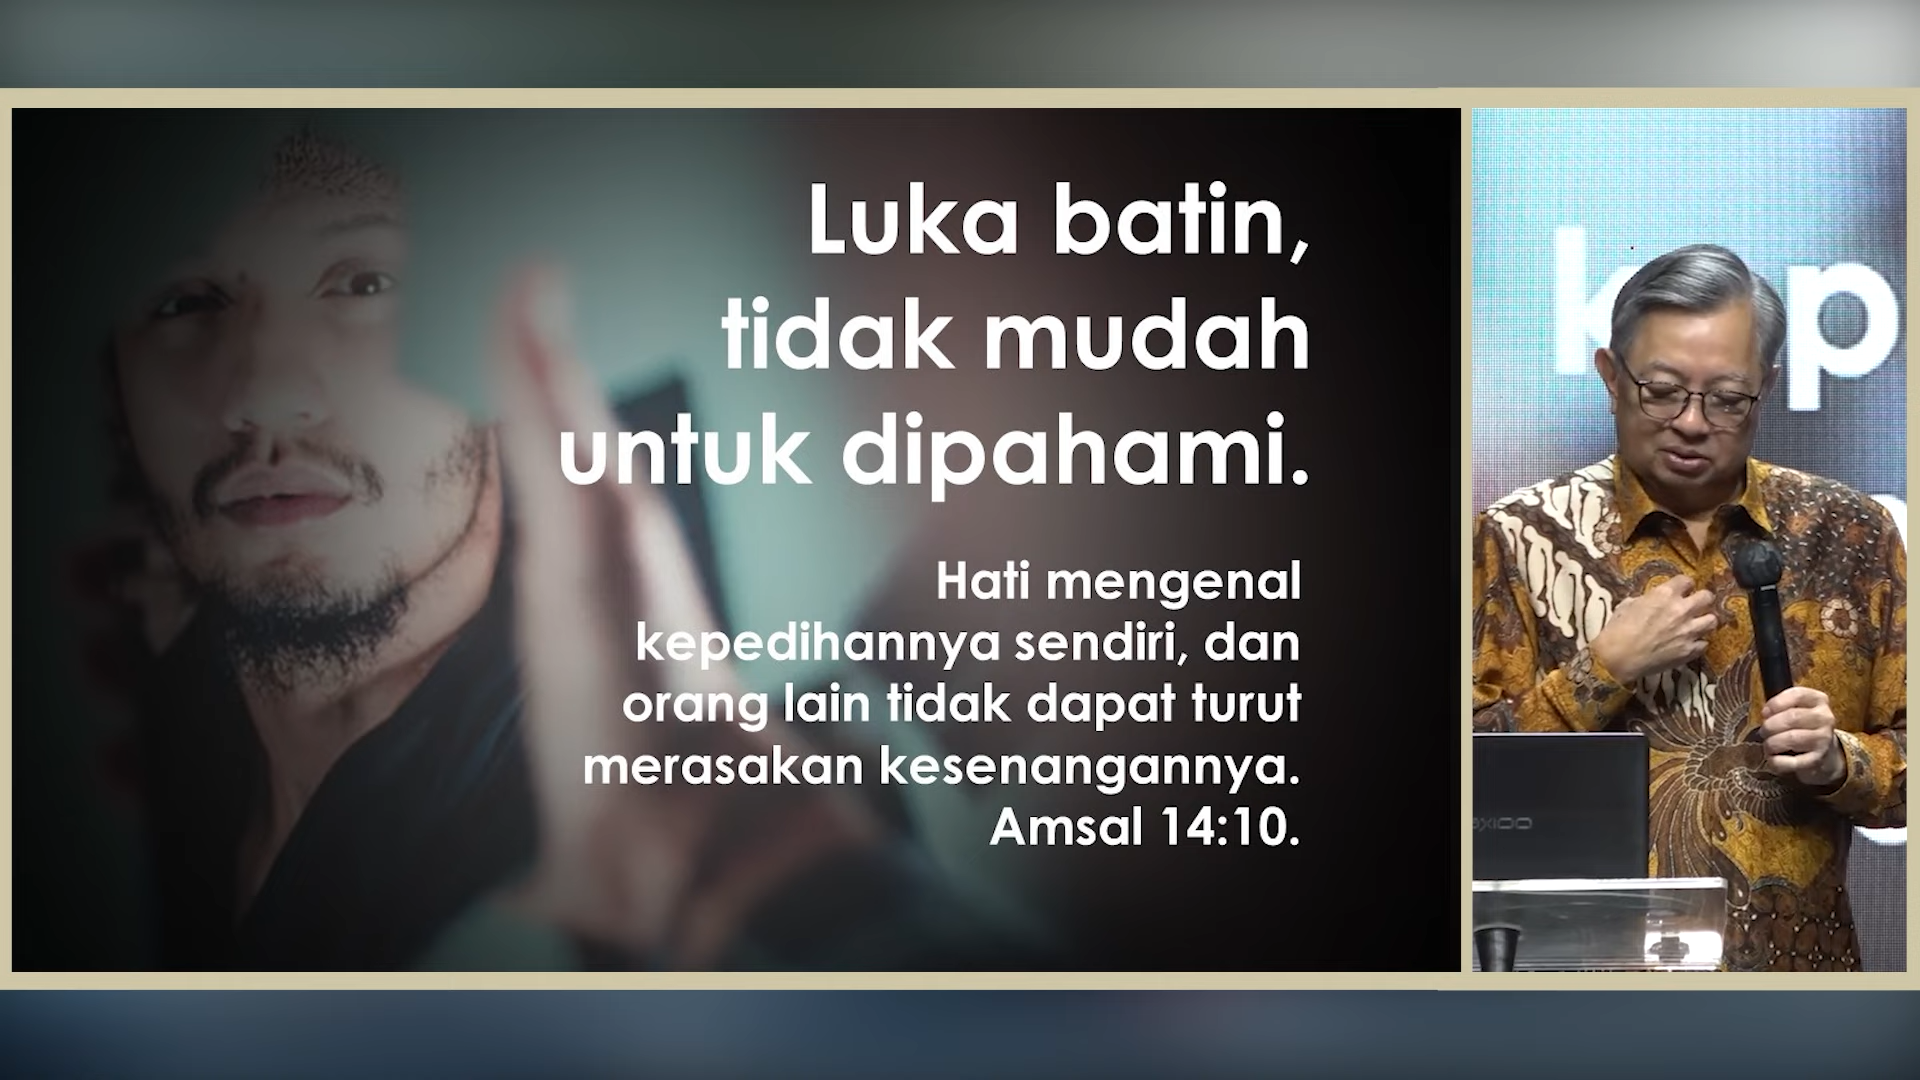 Luka batin,
tidak mudah
untuk dipahami.
Hati mengenal
kepedihannya sendiri, dan
orang lain tidak dapat turut
merasakan kesenangannya.
Amsal 14:10.